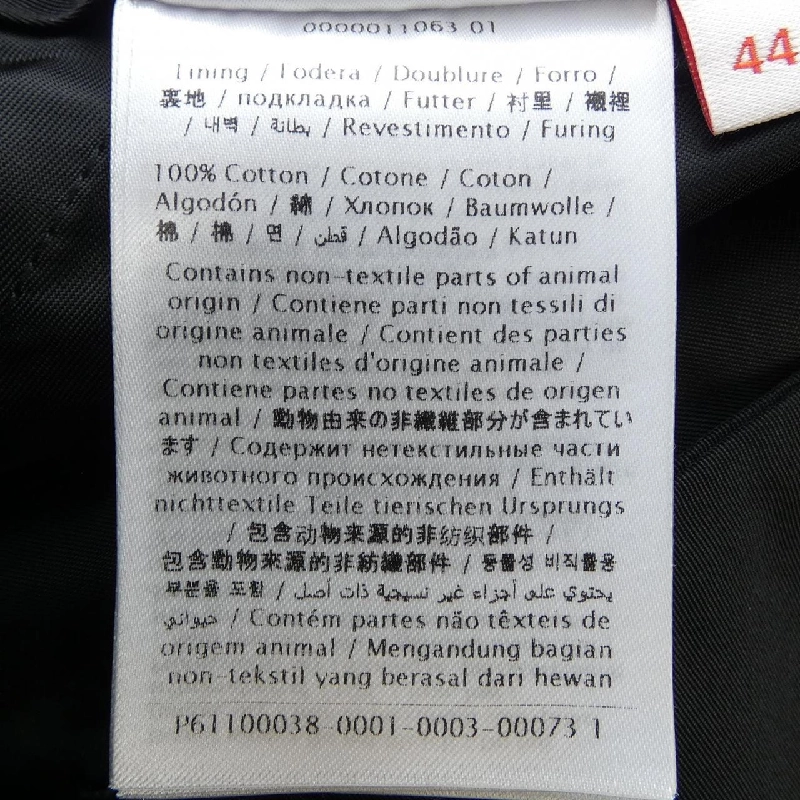 0000011063 01
44
Lining / Fodera / Doublure / Forro /
裏地 / подкладка / Futter / 衬里 / 襯裡
/ 내벽 / بطانة / Revestimento / Furing
100% Cotton / Cotone / Coton /
Algodón / 綿 / Хлопок / Baumwolle /
棉 / 棉 / 면 / قطن / Algodão / Katun
Contains non-textile parts of animal
origin / Contiene parti non tessili di
origine animale / Contient des parties
non textiles d'origine animale /
Contiene partes no textiles de origen
animal / 動物由来の非繊維部分が含まれてい
ます / Содержит нетекстильные части
животного происхождения / Enthält
nichttextile Teile tierischen Ursprungs
/ 包含动物来源的非纺织部件 /
包含動物來源的非紡織部件 / 동물성 비직물용
부분을 포함 / يحتوي على أجزاء غير نسيجية ذات أصل
حيواني / Contém partes não têxteis de
origem animal / Mengandung bagian
non-tekstil yang berasal dari hewan
P61100038-0001-0003-00073 1